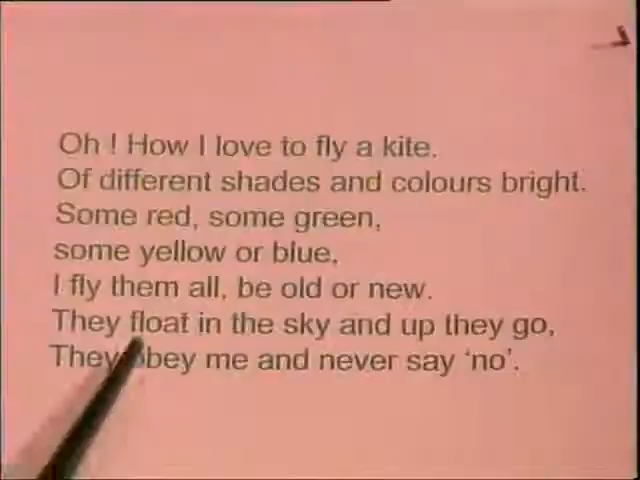 Oh ! How I love to fly a kite.
Of different shades and colours bright.
Some red, some green,
some yellow or blue,
I fly them all, be old or new.
They float in the sky and up they go,
They obey me and never say ‘no’.